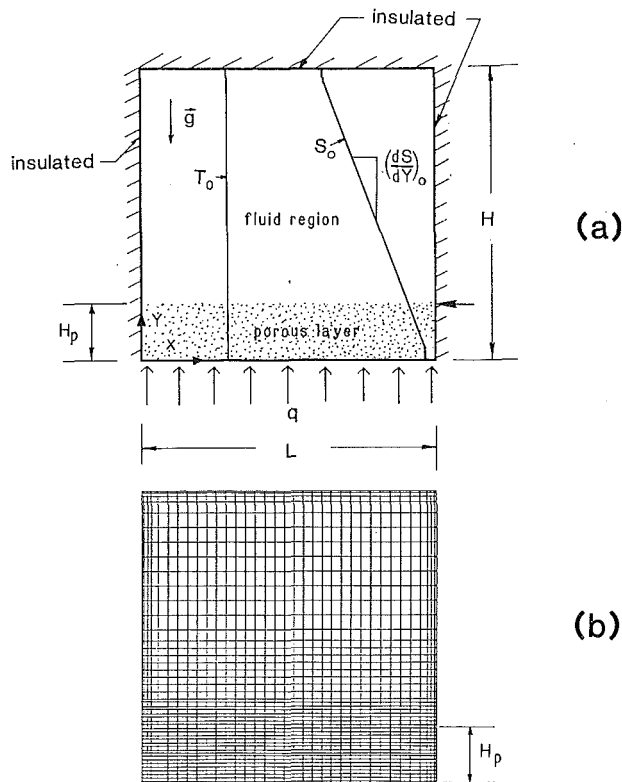 insulated
g
insulated
S₀
(dS/dY)₀
T₀
fluid region
H
(a)
Hₚ
Y
X
porous layer
q
L
(b)
Hₚ